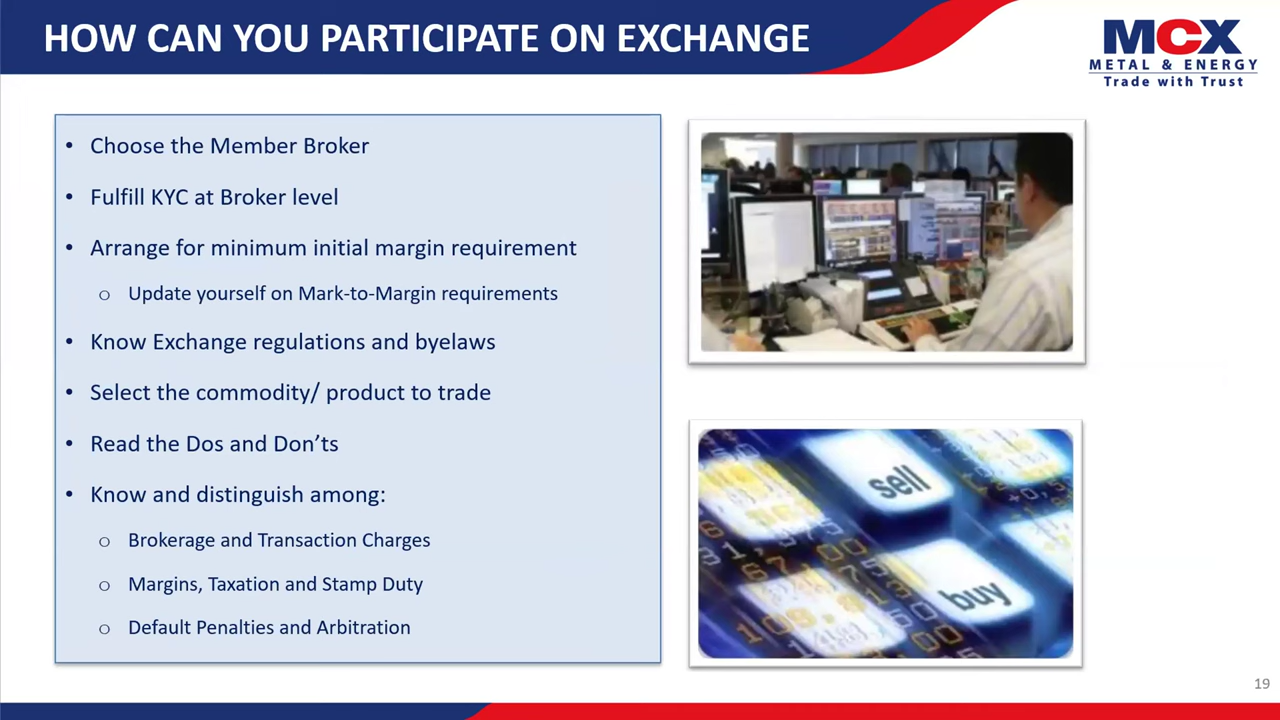 HOW CAN YOU PARTICIPATE ON EXCHANGE
MCX
METAL & ENERGY
Trade with Trust
• Choose the Member Broker
• Fulfill KYC at Broker level
• Arrange for minimum initial margin requirement
o Update yourself on Mark-to-Margin requirements
• Know Exchange regulations and byelaws
• Select the commodity/ product to trade
• Read the Dos and Don’ts
• Know and distinguish among:
o Brokerage and Transaction Charges
o Margins, Taxation and Stamp Duty
o Default Penalties and Arbitration
sell
buy
19